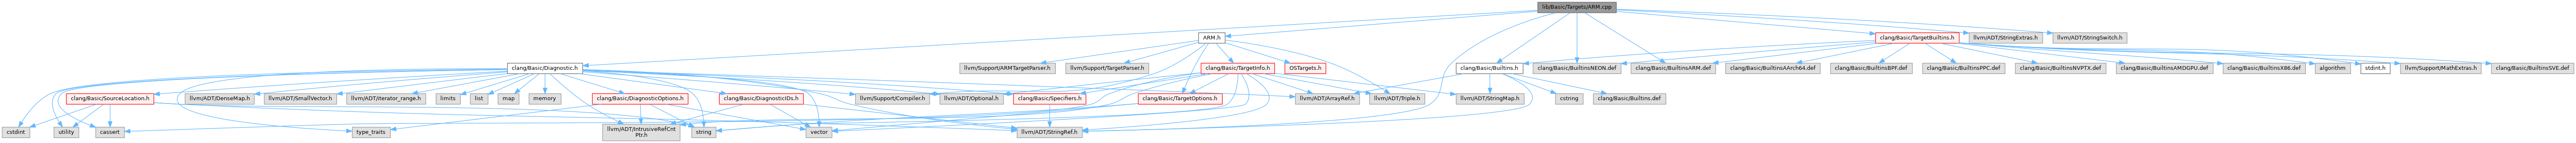 lib/Basic/Targets/ARM.cpp
ARM.h
clang/Basic/TargetBuiltins.h
llvm/ADT/StringExtras.h
llvm/ADT/StringSwitch.h
clang/Basic/Diagnostic.h
llvm/Support/ARMTargetParser.h
llvm/Support/TargetParser.h
clang/Basic/TargetInfo.h
OSTargets.h
clang/Basic/Builtins.h
clang/Basic/BuiltinsNEON.def
clang/Basic/BuiltinsARM.def
clang/Basic/BuiltinsAArch64.def
clang/Basic/BuiltinsBPF.def
clang/Basic/BuiltinsPPC.def
clang/Basic/BuiltinsNVPTX.def
clang/Basic/BuiltinsAMDGPU.def
clang/Basic/BuiltinsX86.def
algorithm
stdint.h
llvm/Support/MathExtras.h
clang/Basic/BuiltinsSVE.def
clang/Basic/SourceLocation.h
llvm/ADT/DenseMap.h
llvm/ADT/SmallVector.h
llvm/ADT/iterator_range.h
limits
list
map
memory
clang/Basic/DiagnosticOptions.h
clang/Basic/DiagnosticIDs.h
llvm/Support/Compiler.h
llvm/ADT/Optional.h
clang/Basic/Specifiers.h
clang/Basic/TargetOptions.h
llvm/ADT/ArrayRef.h
llvm/ADT/Triple.h
llvm/ADT/StringMap.h
cstring
clang/Basic/Builtins.def
cstdint
utility
cassert
type_traits
llvm/ADT/IntrusiveRefCnt
Ptr.h
string
vector
llvm/ADT/StringRef.h